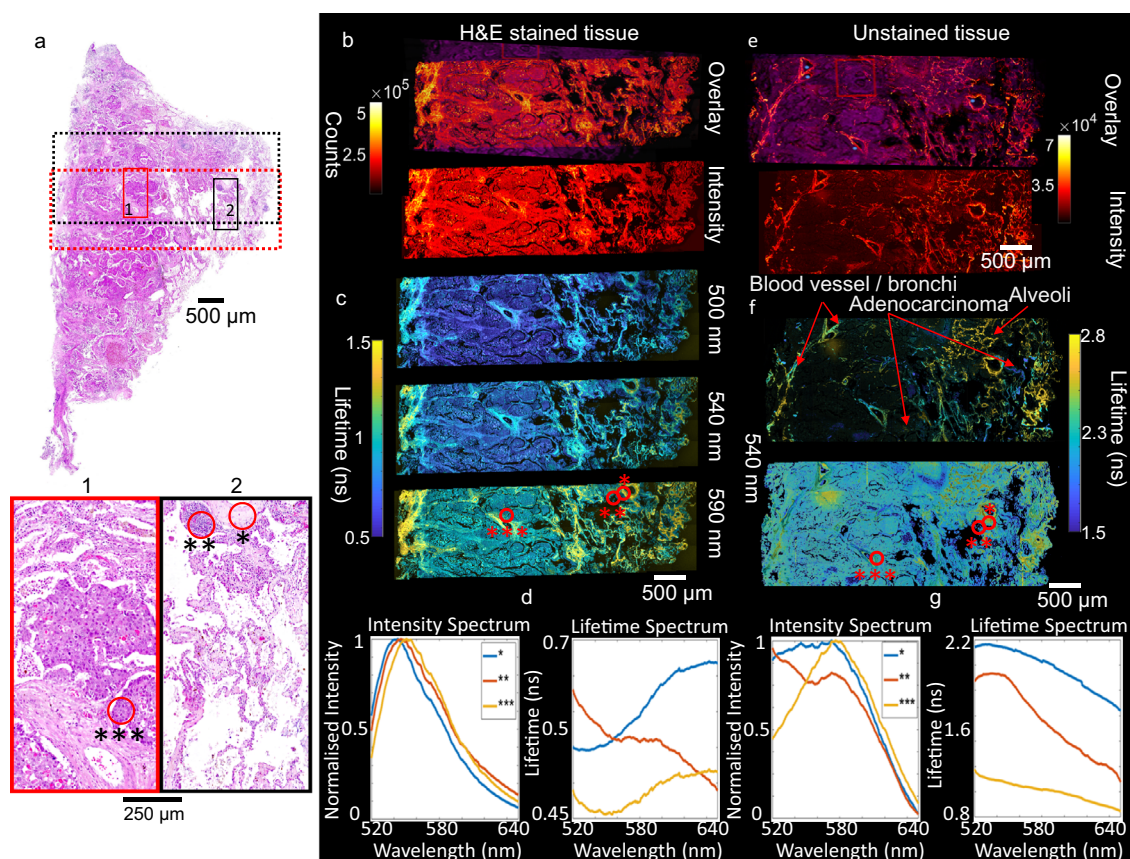 a
1
2
500 µm
1
2
**
*
***
250 µm
H&E stained tissue
b
× 10⁵
5
2.5
Counts
Overlay
Intensity
c
1.5
1
0.5
Lifetime (ns)
500 nm
540 nm
590 nm
*
**
***
500 µm
d
Intensity Spectrum
Normalised Intensity
1
0.5
0
520 580 640
Wavelength (nm)
*
**
***
Lifetime Spectrum
Lifetime (ns)
0.7
0.5
0.45
520 580 640
Wavelength (nm)
Unstained tissue
e
Overlay
× 10⁴
7
3.5
Intensity
500 µm
Blood vessel / bronchi
Adenocarcinoma
Alveoli
f
2.8
2.3
1.5
Lifetime (ns)
540 nm
*
**
***
500 µm
g
Intensity Spectrum
Normalised Intensity
1
0.5
0
520 580 640
Wavelength (nm)
*
**
***
Lifetime Spectrum
Lifetime (ns)
2.2
1.6
0.8
520 580 640
Wavelength (nm)